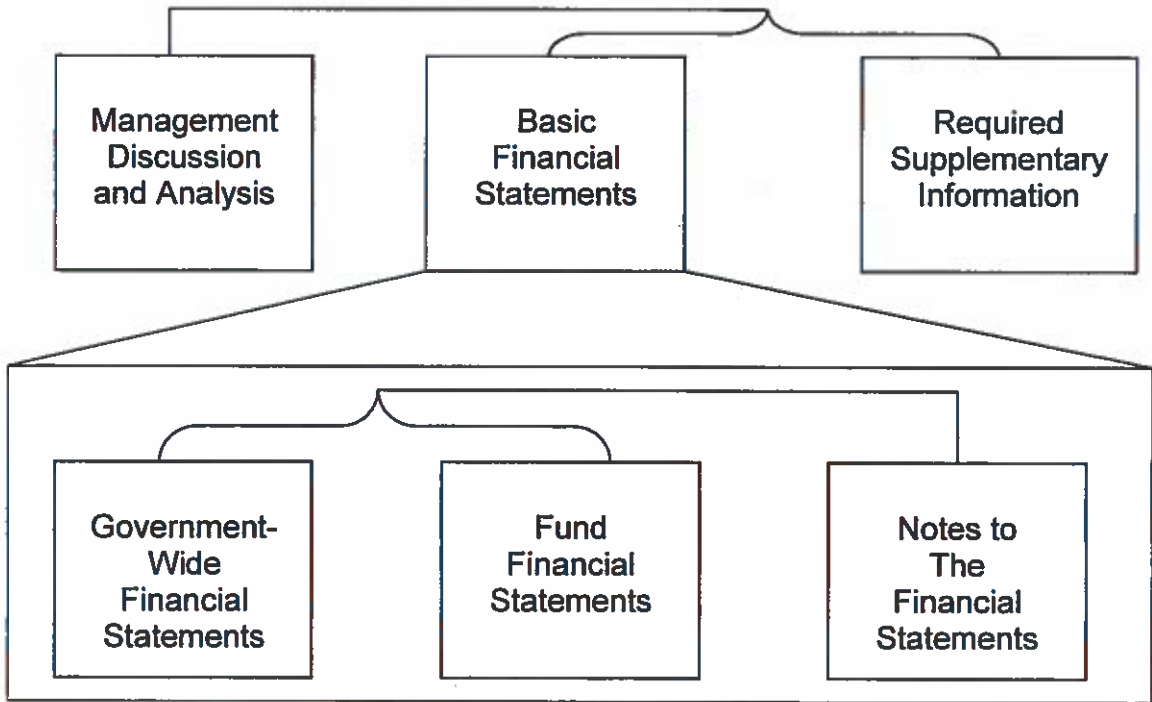 Management
Discussion
and Analysis
Basic
Financial
Statements
Required
Supplementary
Information
Government-
Wide
Financial
Statements
Fund
Financial
Statements
Notes to
The
Financial
Statements